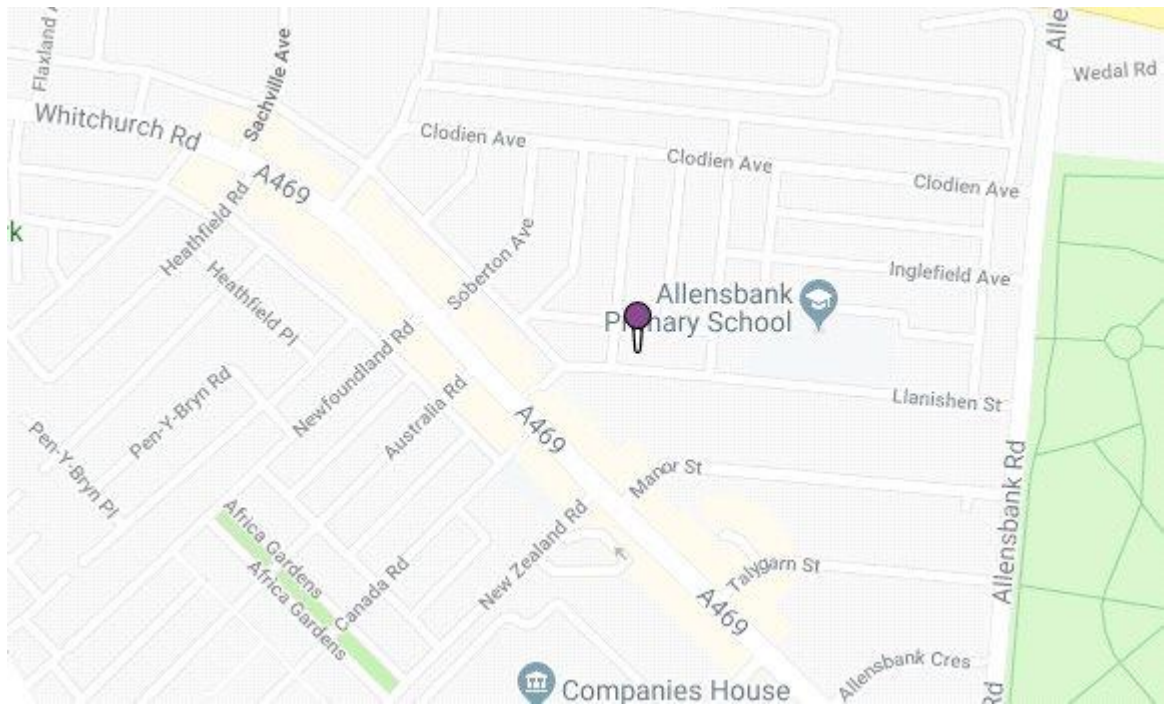 Alle
Wedal Rd
Flaxland A
Sachville Ave
Whitchurch Rd
Clodien Ave
Clodien Ave
Clodien Ave
A469
Heathfield Rd
k
Soberton Ave
Heathfield Pl
Inglefield Ave
Allensbank
Primary School
Newfoundland Rd
Australia Rd
Pen-Y-Bryn Rd
Llanishen St
A469
Pen-Y-Bryn Pl
Manor St
Allensbank Rd
Africa Gardens
Africa Gardens
Canada Rd
New Zealand Rd
Talygarn St
A469
Allensbank Cres
Companies House
Rd